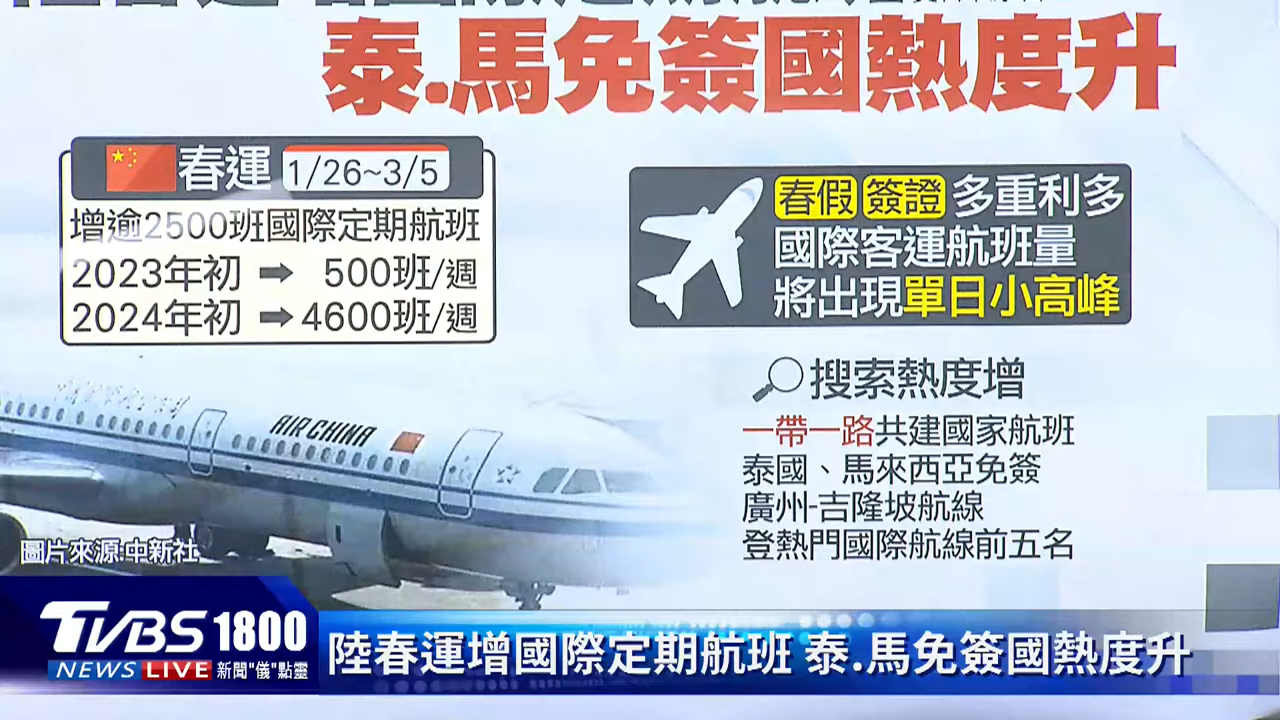 泰.馬免簽國熱度升
春運 1/26~3/5
增逾2500班國際定期航班
2023年初 ➡ 500班/週
2024年初 ➡ 4600班/週
春假 簽證 多重利多
國際客運航班量
將出現單日小高峰
搜索熱度增
一帶一路共建國家航班
泰國、馬來西亞免簽
廣州-吉隆坡航線
登熱門國際航線前五名
AIR CHINA
圖片來源:中新社
TVBS 1800
NEWS LIVE 新聞"儀"點靈
陸春運增國際定期航班 泰.馬免簽國熱度升